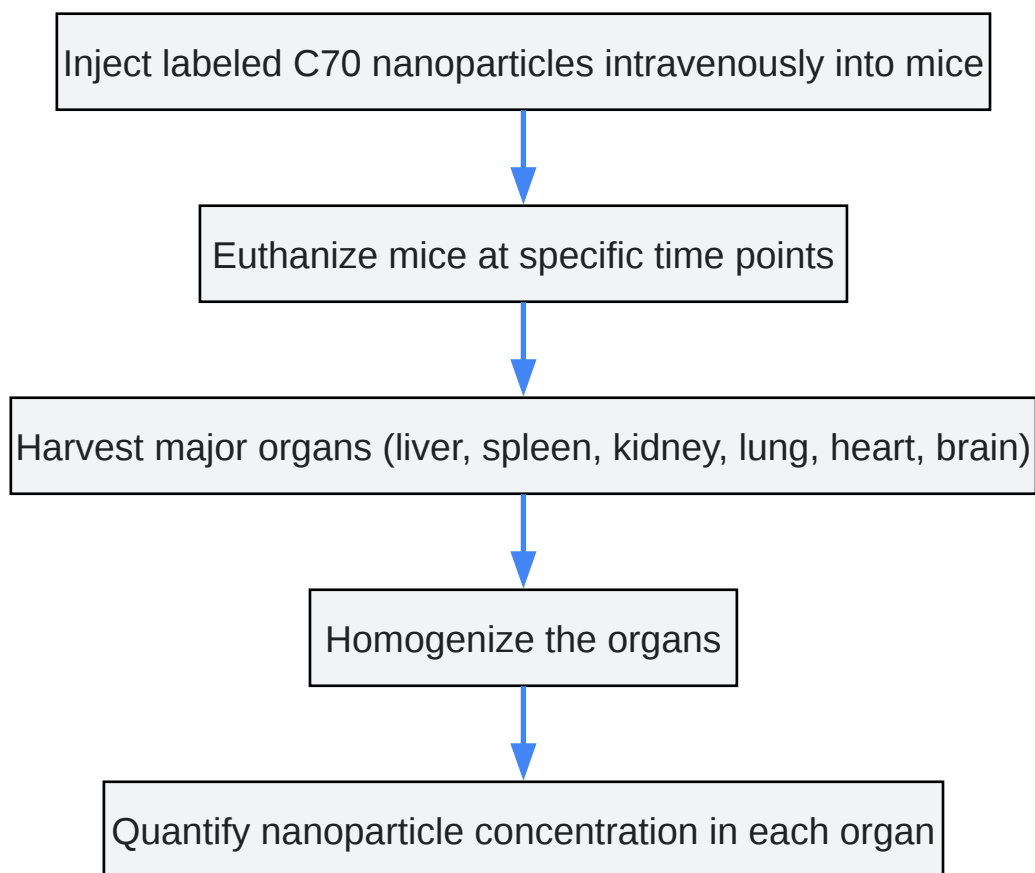 Inject labeled C70 nanoparticles intravenously into mice
Euthanize mice at specific time points
Harvest major organs (liver, spleen, kidney, lung, heart, brain)
Homogenize the organs
Quantify nanoparticle concentration in each organ